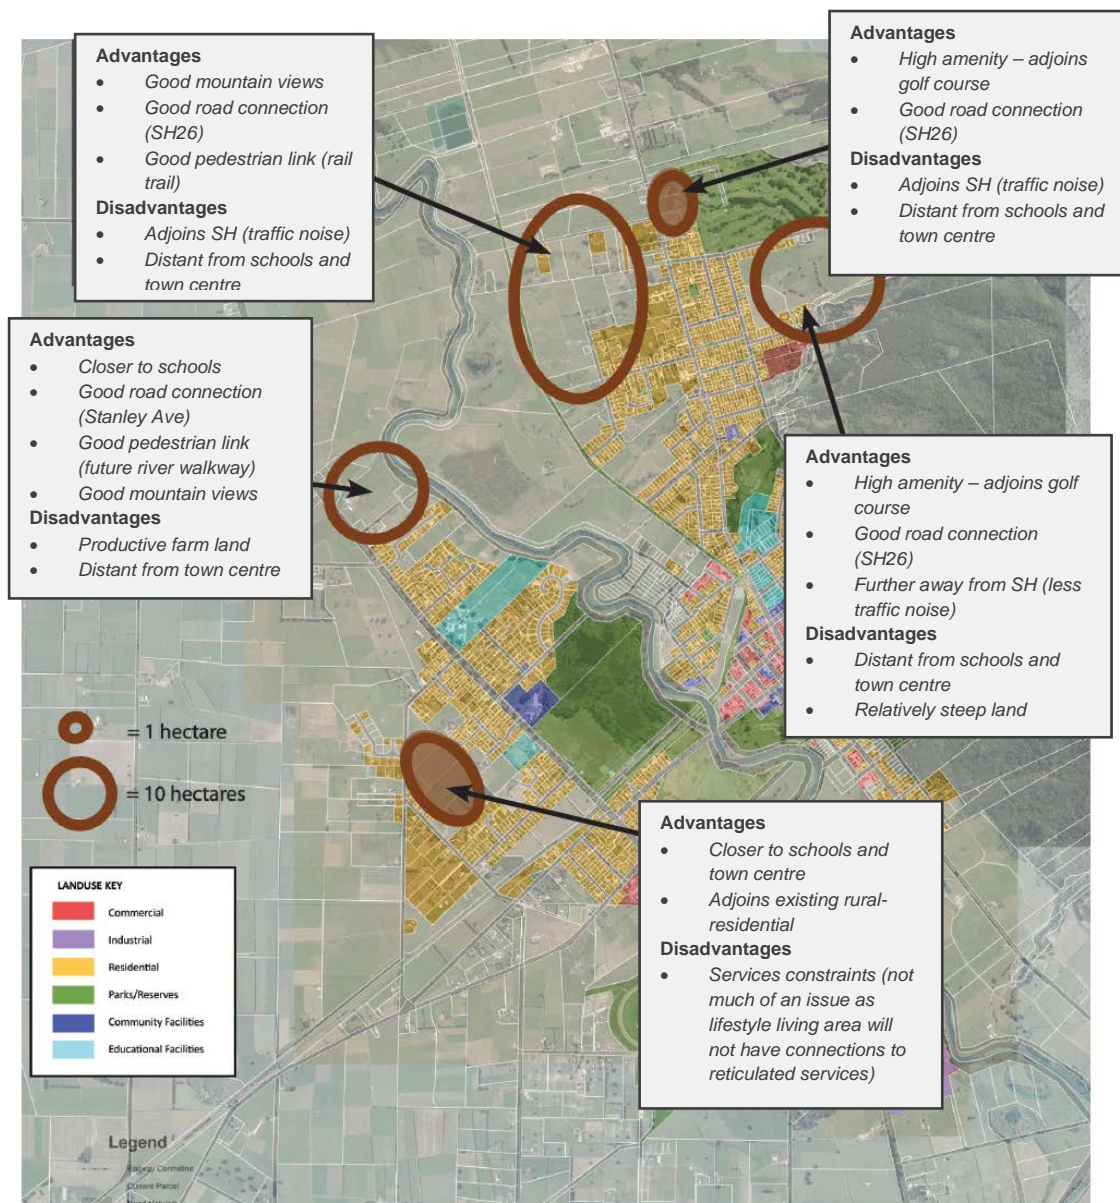 Advantages
• Good mountain views
• Good road connection
(SH26)
• Good pedestrian link (rail
trail)
Disadvantages
• Adjoins SH (traffic noise)
• Distant from schools and
town centre
Advantages
• High amenity – adjoins
golf course
• Good road connection
(SH26)
Disadvantages
• Adjoins SH (traffic noise)
• Distant from schools and
town centre
Advantages
• Closer to schools
• Good road connection
(Stanley Ave)
• Good pedestrian link
(future river walkway)
• Good mountain views
Disadvantages
• Productive farm land
• Distant from town centre
Advantages
• High amenity – adjoins golf
course
• Good road connection
(SH26)
• Further away from SH (less
traffic noise)
Disadvantages
• Distant from schools and
town centre
• Relatively steep land
= 1 hectare
= 10 hectares
Advantages
• Closer to schools and
town centre
• Adjoins existing rural-
residential
Disadvantages
• Services constraints (not
much of an issue as
lifestyle living area will
not have connections to
reticulated services)
LANDUSE KEY
Commercial
Industrial
Residential
Parks/Reserves
Community Facilities
Educational Facilities
Legend
Railway Centreline
Current Parcel